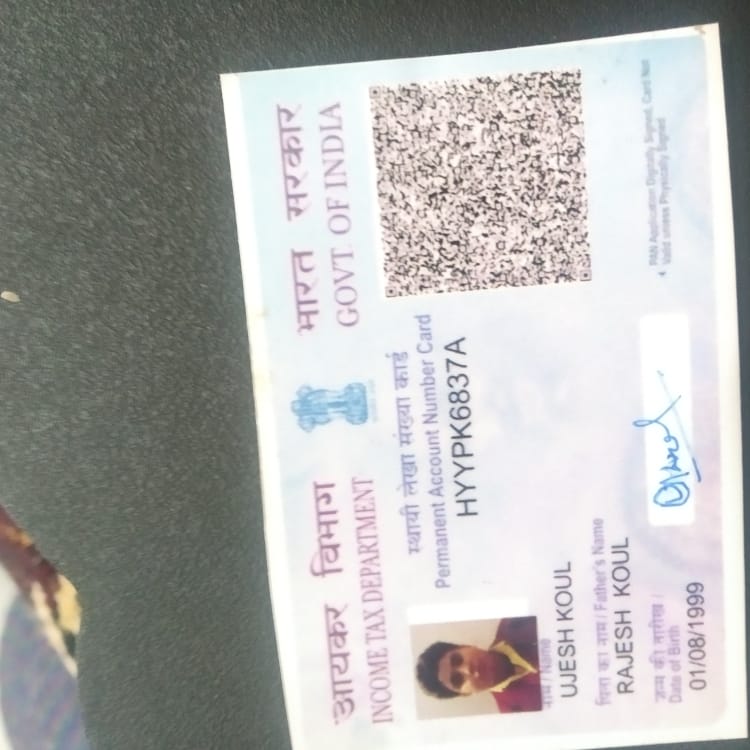 आयकर विभाग
INCOME TAX DEPARTMENT
भारत सरकार
GOVT. OF INDIA
स्थायी लेखा संख्या कार्ड
Permanent Account Number Card
HYYPK6837A
नाम / Name
UJESH KOUL
पिता का नाम / Father's Name
RAJESH KOUL
जन्म की तारीख /
Date of Birth
01/08/1999
PAN Application Digitally Signed, Card Not
Valid unless Physically Signed